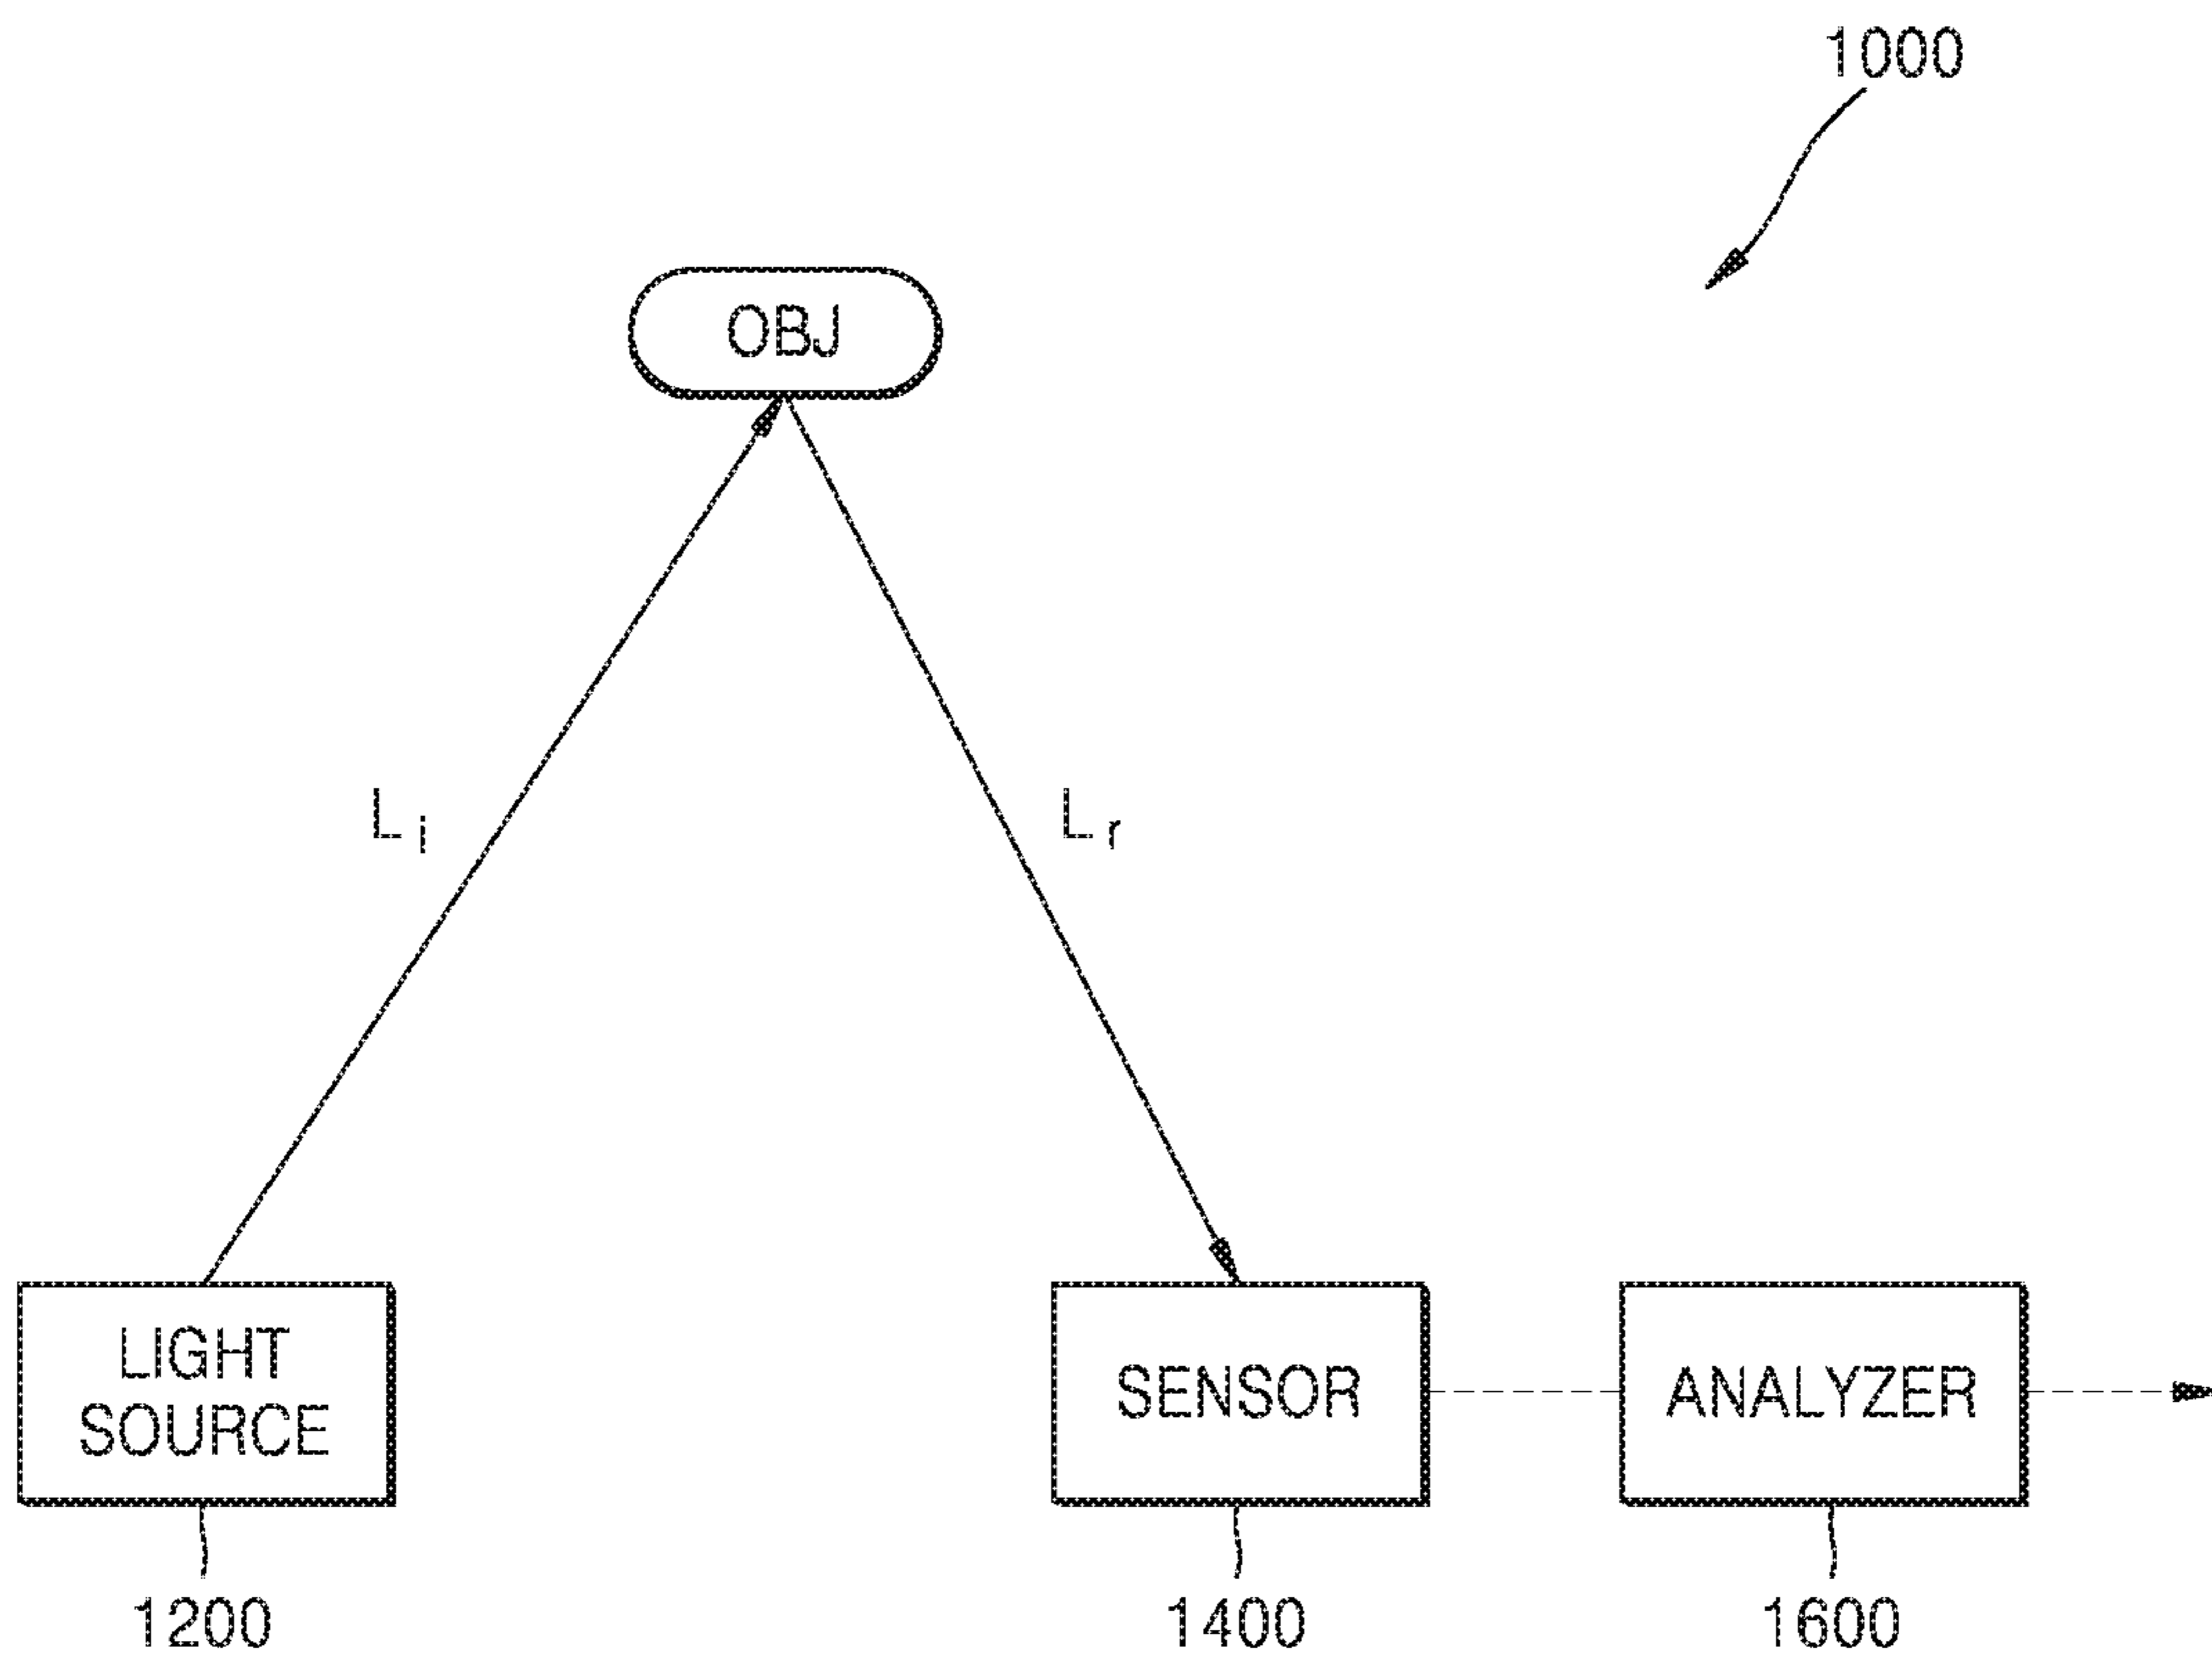 1000
OBJ
Li
Lr
LIGHT
SOURCE
SENSOR
ANALYZER
1200
1400
1600